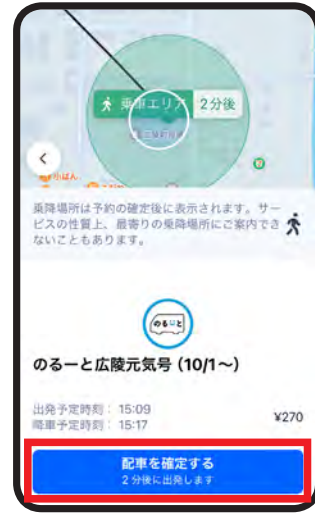 乗車エリア 2分後
乗降場所は予約の確定後に表示されます。サー
ビスの性質上、最寄りの乗降場所にご案内でき
ないこともあります。
のるーと
のるーと広陵元気号（10/1～）
出発予定時刻： 15:09
降車予定時刻： 15:17
¥270
配車を確定する
2分後に出発します